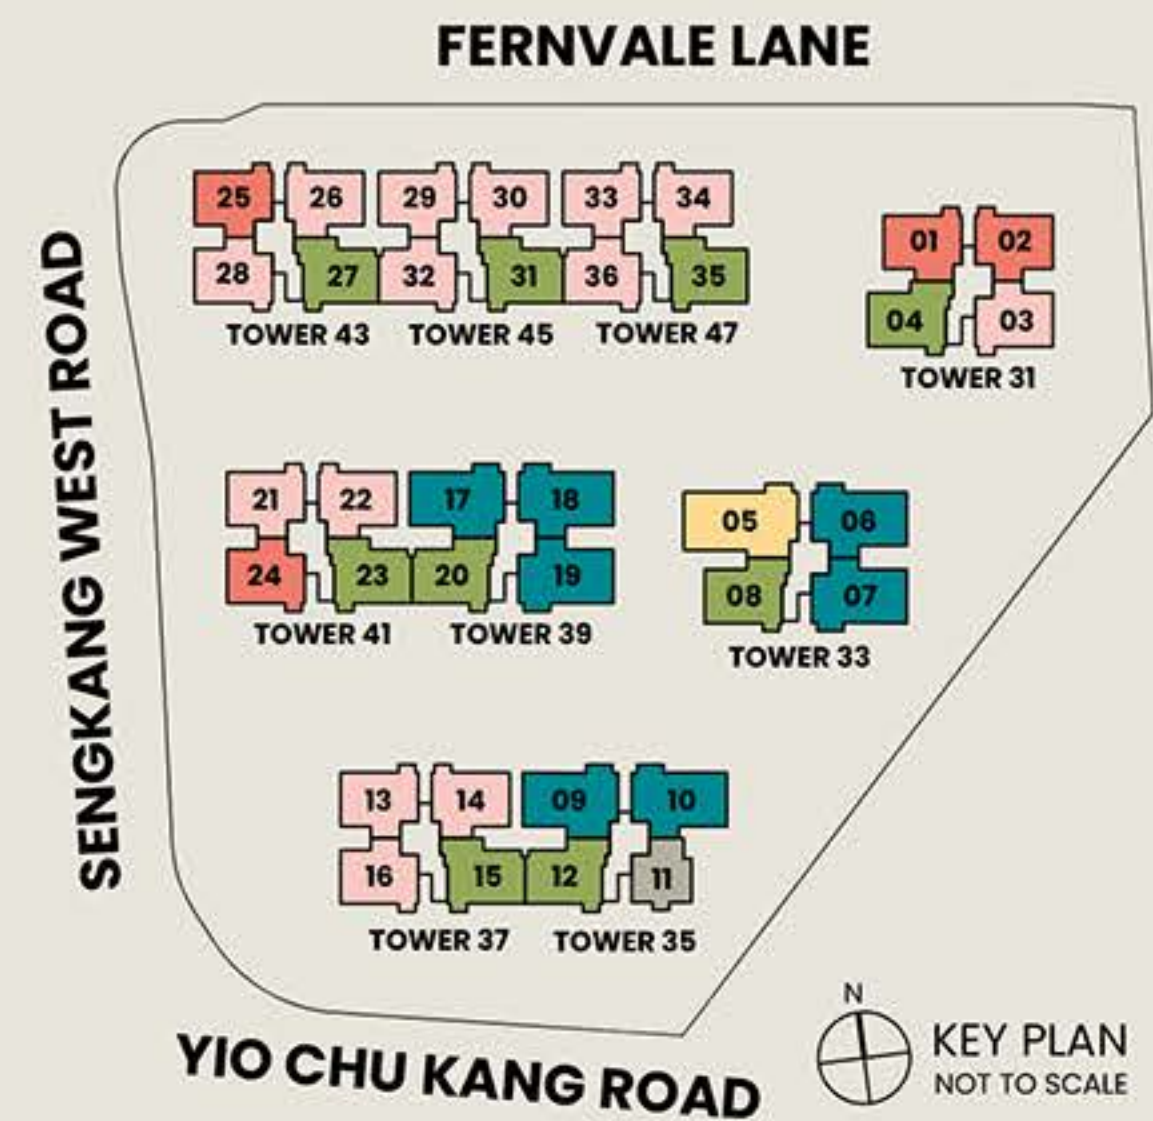 FERNVALE LANE
SENGKANG WEST ROAD
25 26 29 30 33 34
28 27 32 31 36 35
TOWER 43 TOWER 45 TOWER 47
01 02
04 03
TOWER 31
21 22 17 18
24 23 20 19
TOWER 41 TOWER 39
05 06
08 07
TOWER 33
13 14 09 10
16 15 12 11
TOWER 37 TOWER 35
YIO CHU KANG ROAD
N
KEY PLAN
NOT TO SCALE